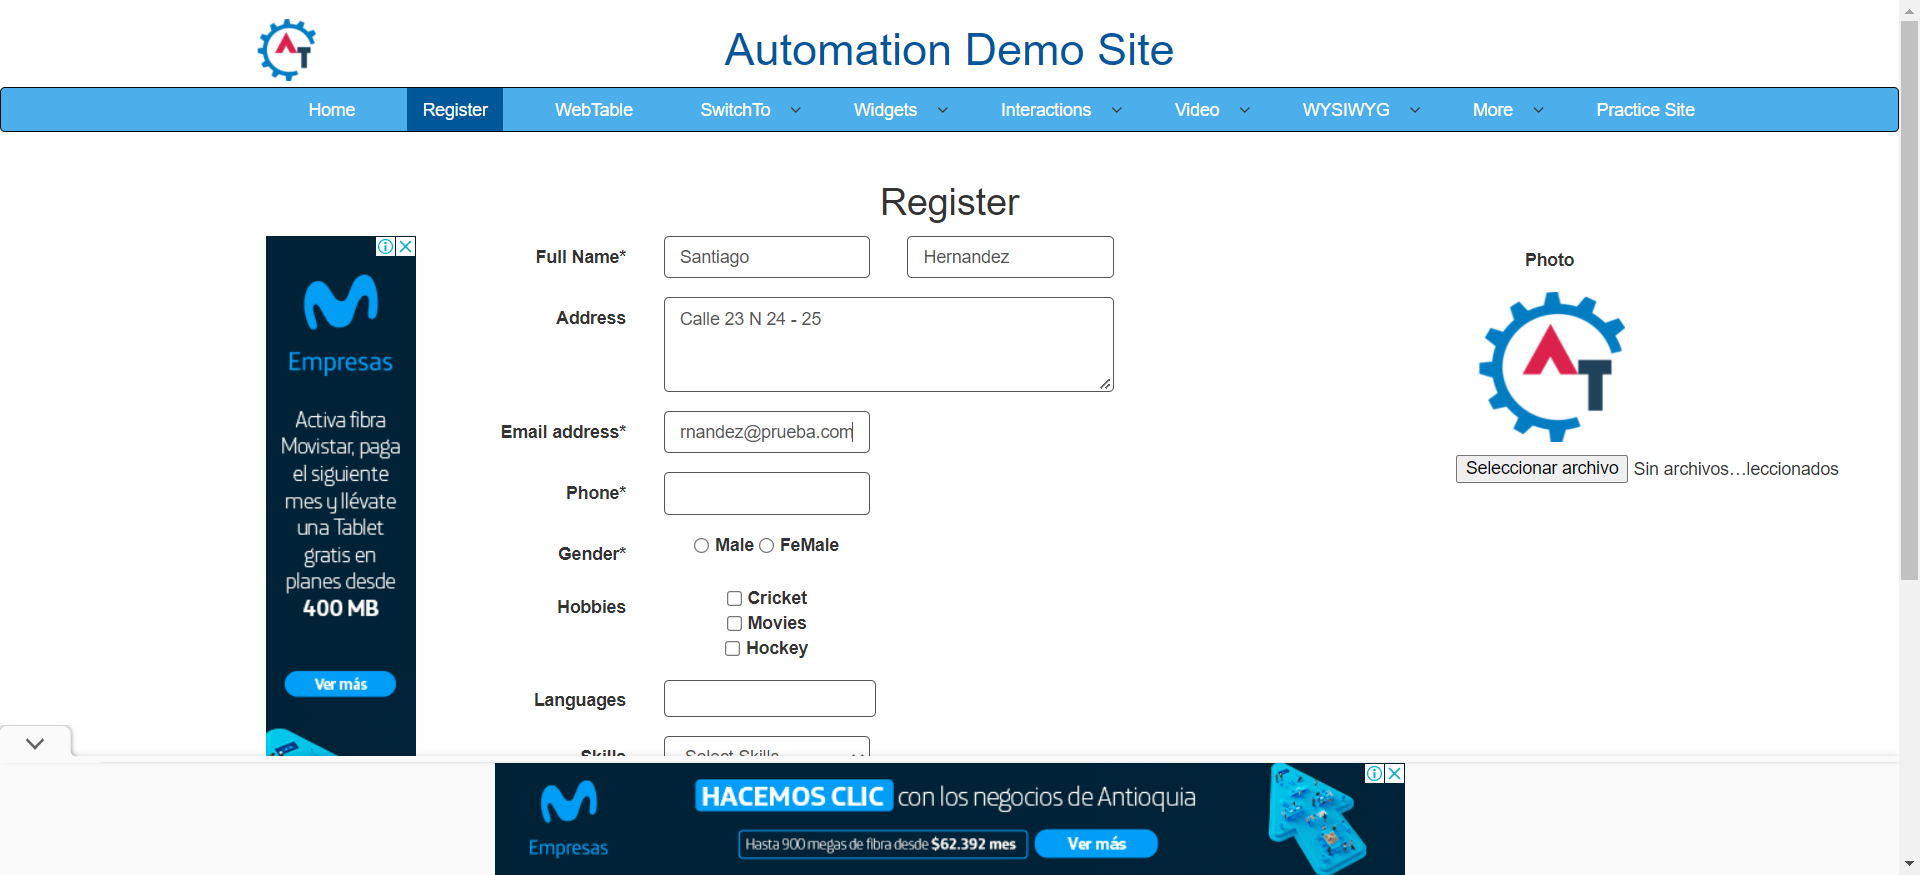 Automation Demo Site
Home Register WebTable SwitchTo Widgets Interactions Video WYSIWYG More Practice Site
Register
Full Name* Santiago Hernandez
Address Calle 23 N 24 - 25
Email address* rnandez@prueba.com
Phone*
Gender* Male FeMale
Hobbies Cricket
Movies
Hockey
Languages
Skills Select Skills
Photo
AT
Seleccionar archivo Sin archivos...leccionados
Empresas
Activa fibra
Movistar, paga
el siguiente
mes y llévate
una Tablet
gratis en
planes desde
400 MB
Ver más
Empresas
HACEMOS CLIC con los negocios de Antioquia
Hasta 900 megas de fibra desde $62.392 mes Ver más